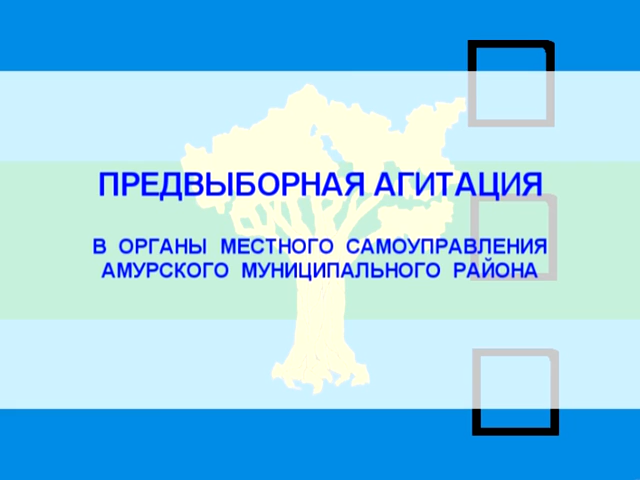 ПРЕДВЫБОРНАЯ АГИТАЦИЯ
В ОРГАНЫ МЕСТНОГО САМОУПРАВЛЕНИЯ
АМУРСКОГО МУНИЦИПАЛЬНОГО РАЙОНА